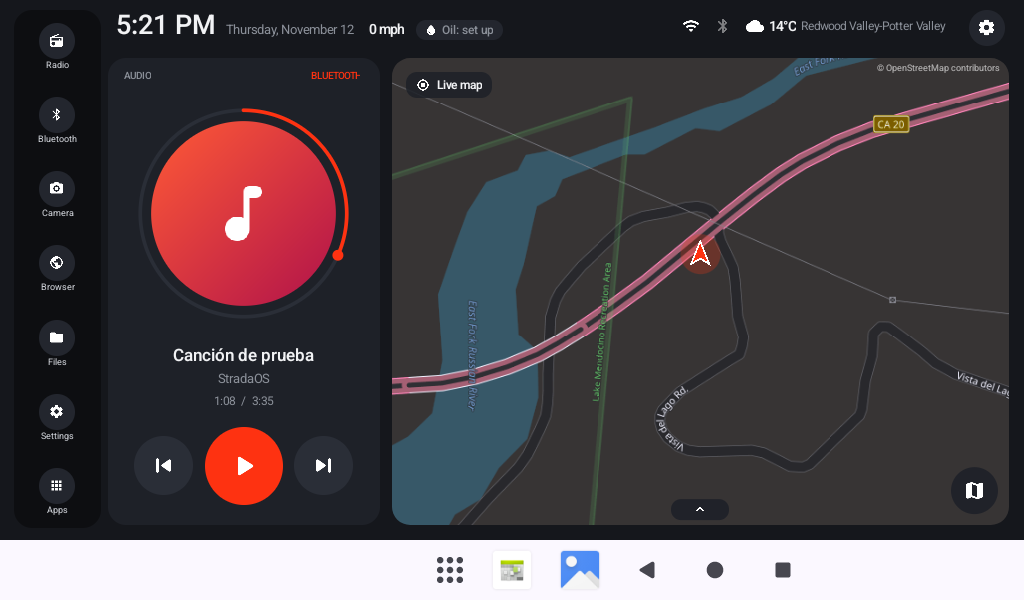 5:21 PM
Thursday, November 12
0 mph
Oil: set up
14°C
Redwood Valley-Potter Valley
Radio
Bluetooth
Camera
Browser
Files
Settings
Apps
AUDIO
BLUETOOTH
Canción de prueba
StradaOS
1:08 / 3:35
Live map
© OpenStreetMap contributors
East Fork
CA 20
East Fork Russian River
Lake Mendocino Recreation Area
Vista del Lago Rd.
Vista del Lag